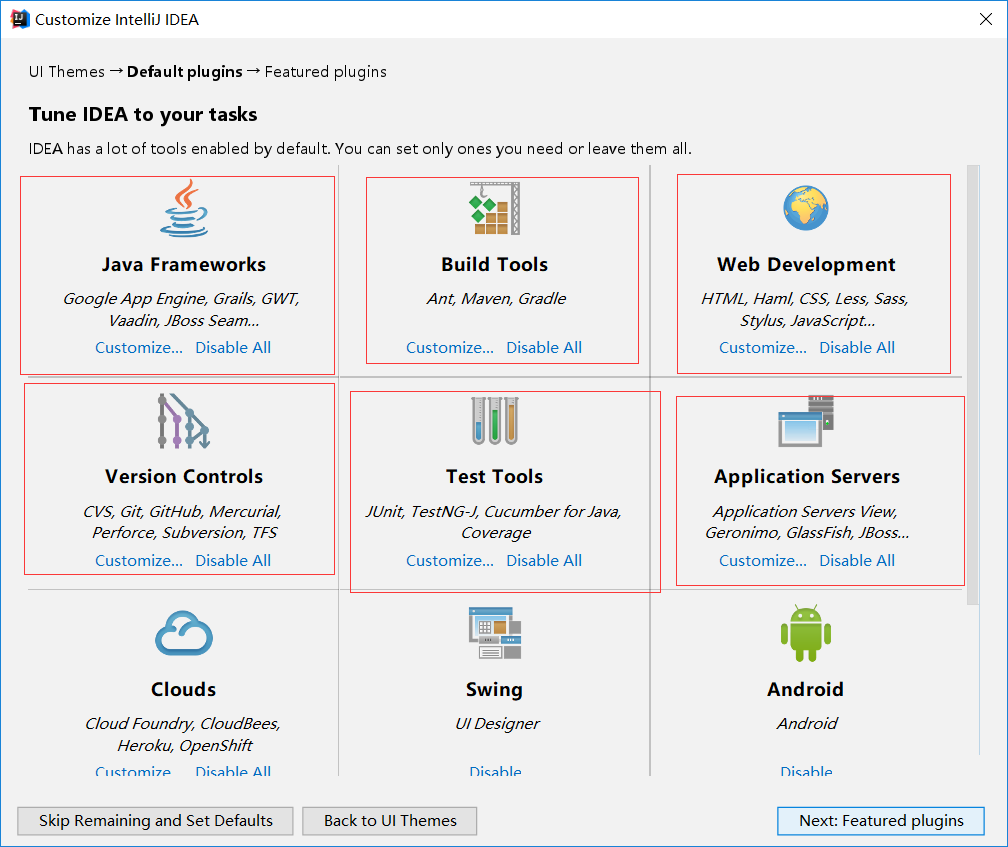 Customize IntelliJ IDEA
UI Themes → Default plugins → Featured plugins
Tune IDEA to your tasks
IDEA has a lot of tools enabled by default. You can set only ones you need or leave them all.
Java Frameworks
Google App Engine, Grails, GWT,
Vaadin, JBoss Seam...
Customize... Disable All
Build Tools
Ant, Maven, Gradle
Customize... Disable All
Web Development
HTML, Haml, CSS, Less, Sass,
Stylus, JavaScript...
Customize... Disable All
Version Controls
CVS, Git, GitHub, Mercurial,
Perforce, Subversion, TFS
Customize... Disable All
Test Tools
JUnit, TestNG-J, Cucumber for Java,
Coverage
Customize... Disable All
Application Servers
Application Servers View,
Geronimo, GlassFish, JBoss...
Customize... Disable All
Clouds
Cloud Foundry, CloudBees,
Heroku, OpenShift
Customize Disable All
Swing
UI Designer
Disable
Android
Android
Disable
Skip Remaining and Set Defaults
Back to UI Themes
Next: Featured plugins